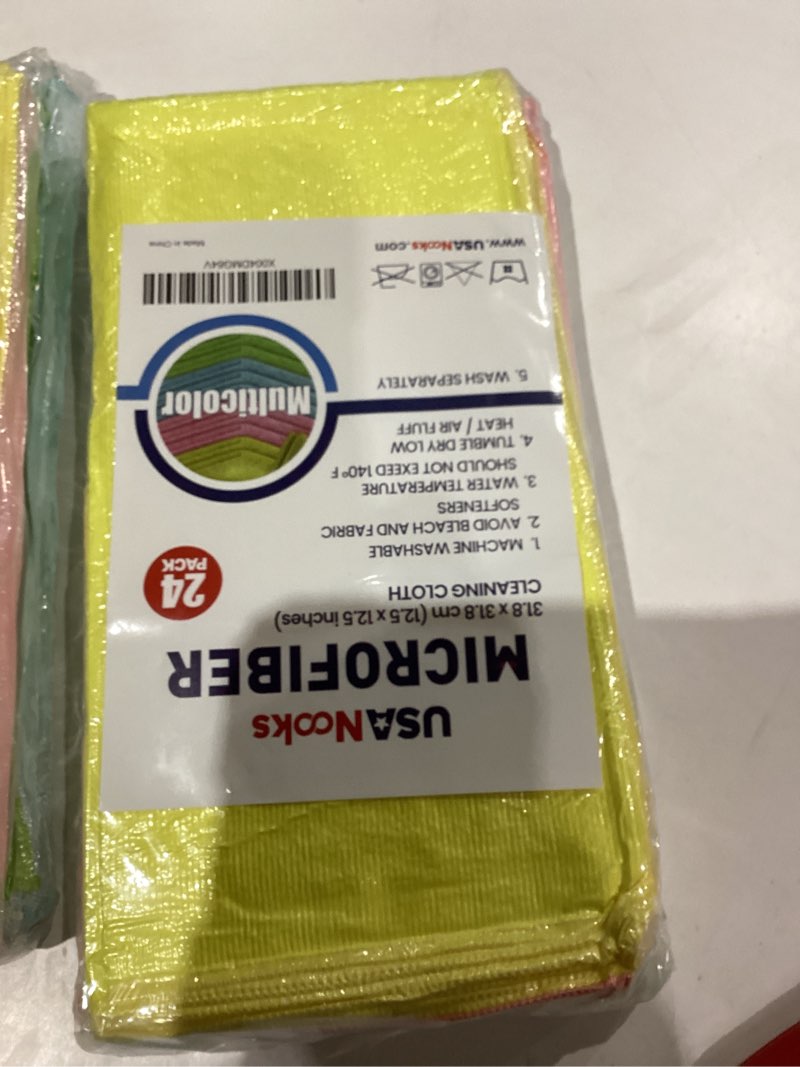 USANooks
MICROFIBER
31.8 x 31.8 cm (12.5 x 12.5 inches)
CLEANING CLOTH
24
PACK
1. MACHINE WASHABLE
2. AVOID BLEACH AND FABRIC
SOFTENERS
3. WATER TEMPERATURE
SHOULD NOT EXCEED 140°F
4. TUMBLE DRY LOW
HEAT / AIR FLUFF
5. WASH SEPARATELY
Multicolor
X004DMG64V
www.USANooks.com
Made in China